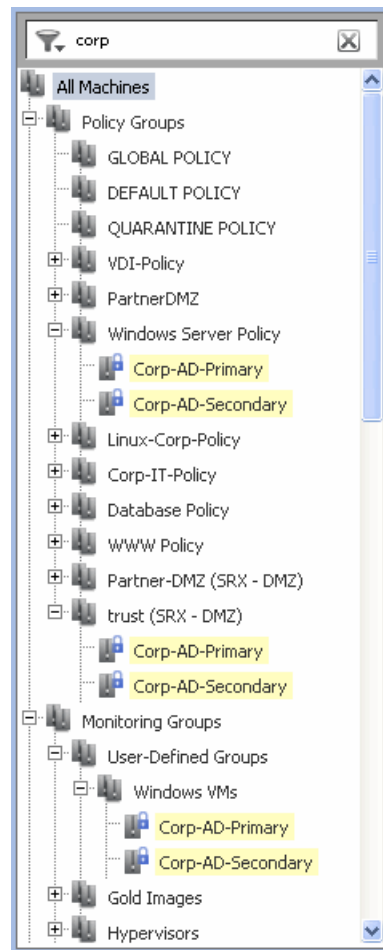 corp
All Machines
Policy Groups
GLOBAL POLICY
DEFAULT POLICY
QUARANTINE POLICY
VDI-Policy
PartnerDMZ
Windows Server Policy
Corp-AD-Primary
Corp-AD-Secondary
Linux-Corp-Policy
Corp-IT-Policy
Database Policy
WWW Policy
Partner-DMZ (SRX - DMZ)
trust (SRX - DMZ)
Corp-AD-Primary
Corp-AD-Secondary
Monitoring Groups
User-Defined Groups
Windows VMs
Corp-AD-Primary
Corp-AD-Secondary
Gold Images
Hypervisors